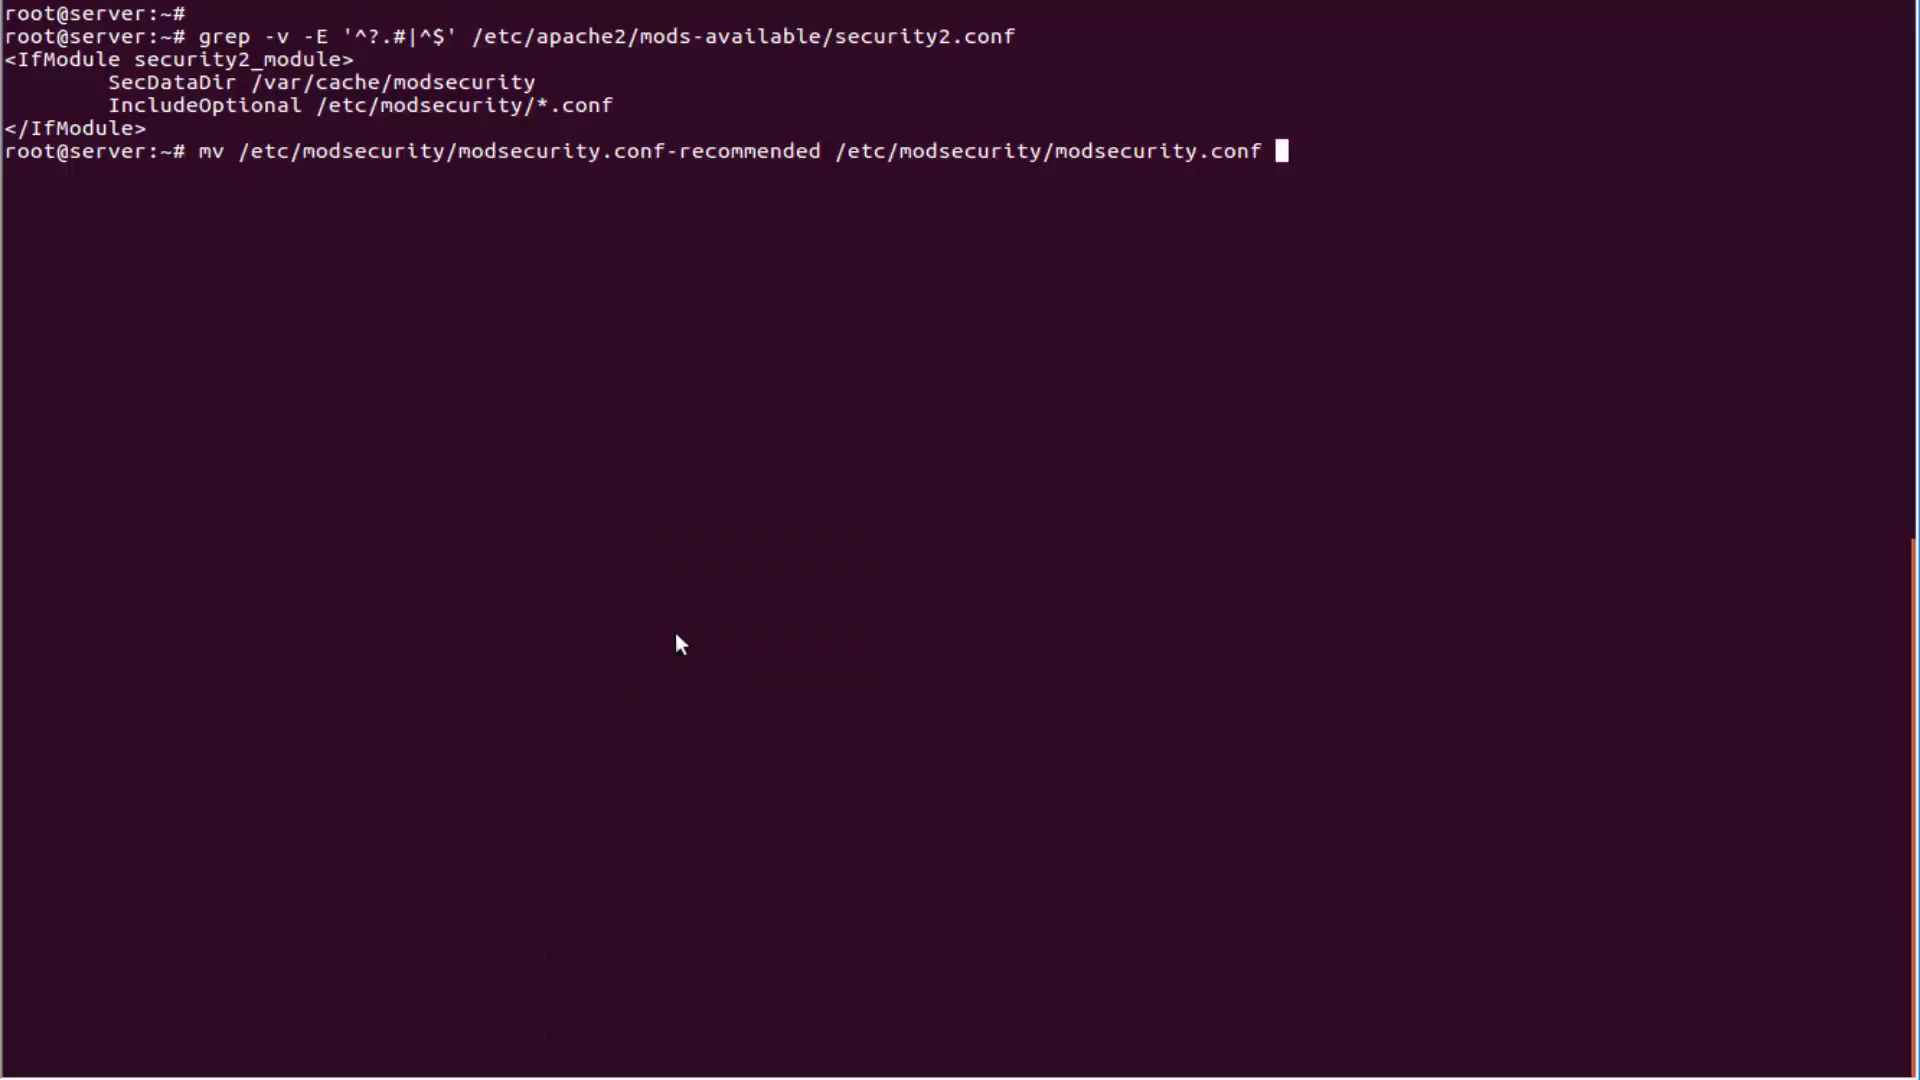 root@server:~#
root@server:~# grep -v -E '^?.#|^$' /etc/apache2/mods-available/security2.conf
<IfModule security2_module>
        SecDataDir /var/cache/modsecurity
        IncludeOptional /etc/modsecurity/*.conf
</IfModule>
root@server:~# mv /etc/modsecurity/modsecurity.conf-recommended /etc/modsecurity/modsecurity.conf